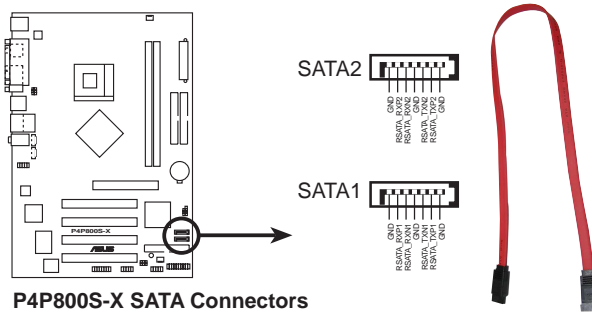 SATA2
GND
RSATA_RXP2
RSATA_RXN2
GND
RSATA_TXN2
RSATA_TXP2
GND
SATA1
GND
RSATA_RXP1
RSATA_RXN1
GND
RSATA_TXN1
RSATA_TXP1
GND
P4P800S-X
ASUS
P4P800S-X SATA Connectors